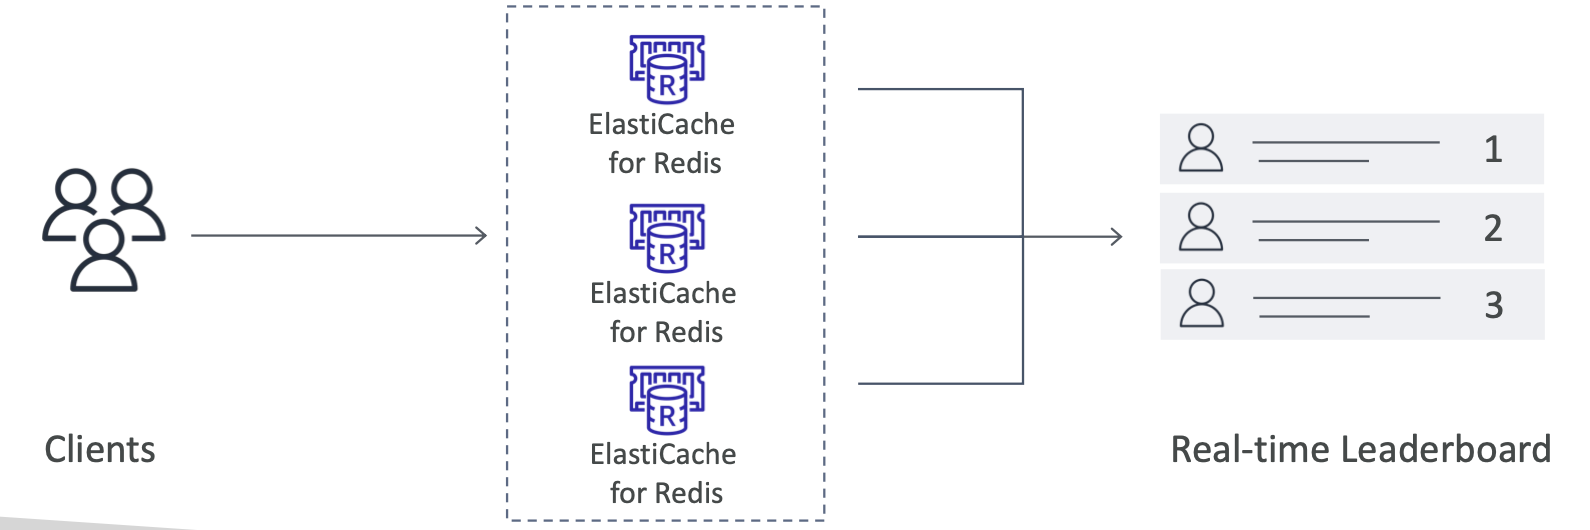 R
ElastiCache
for Redis
R
ElastiCache
for Redis
R
ElastiCache
for Redis
Clients
1
2
3
Real-time Leaderboard